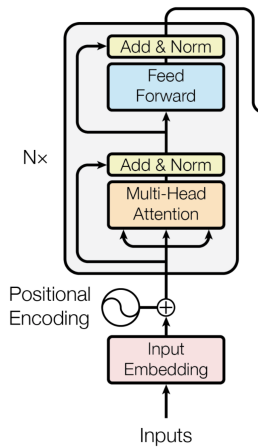 Add & Norm
Feed
Forward
N×
Add & Norm
Multi-Head
Attention
Positional
Encoding
Input
Embedding
Inputs